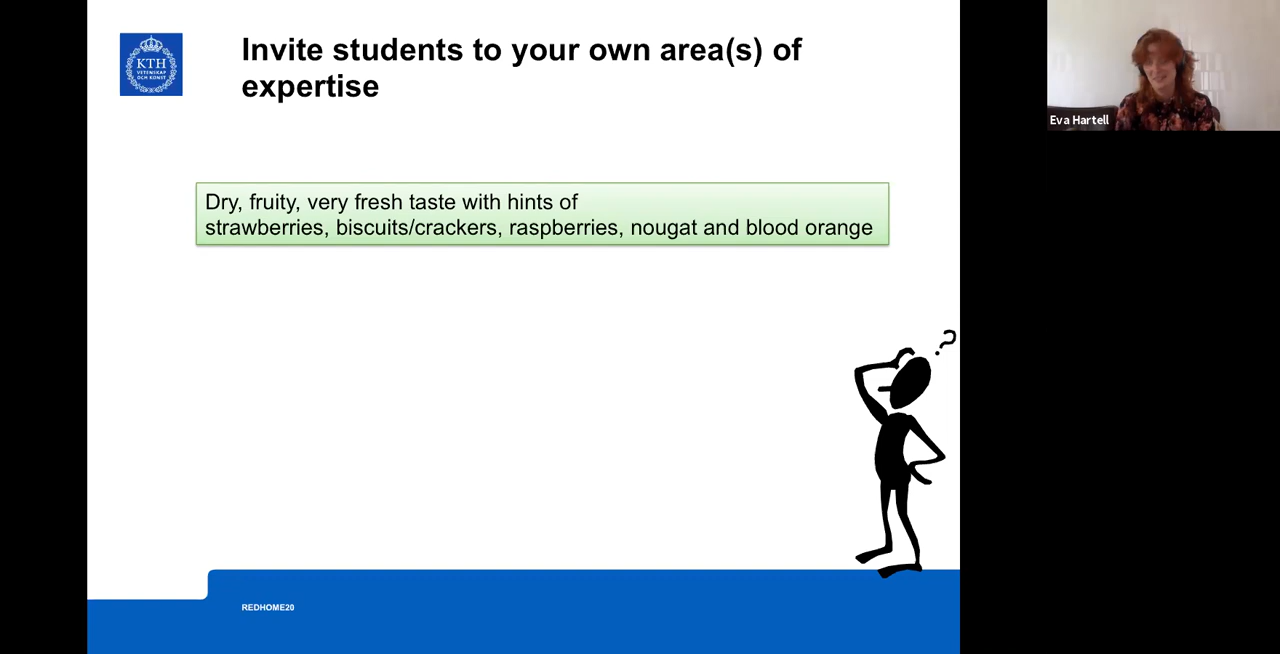 KTH
VETENSKAP
OCH KONST
Invite students to your own area(s) of
expertise
Dry, fruity, very fresh taste with hints of
strawberries, biscuits/crackers, raspberries, nougat and blood orange
?
REDHOME20
Eva Hartell